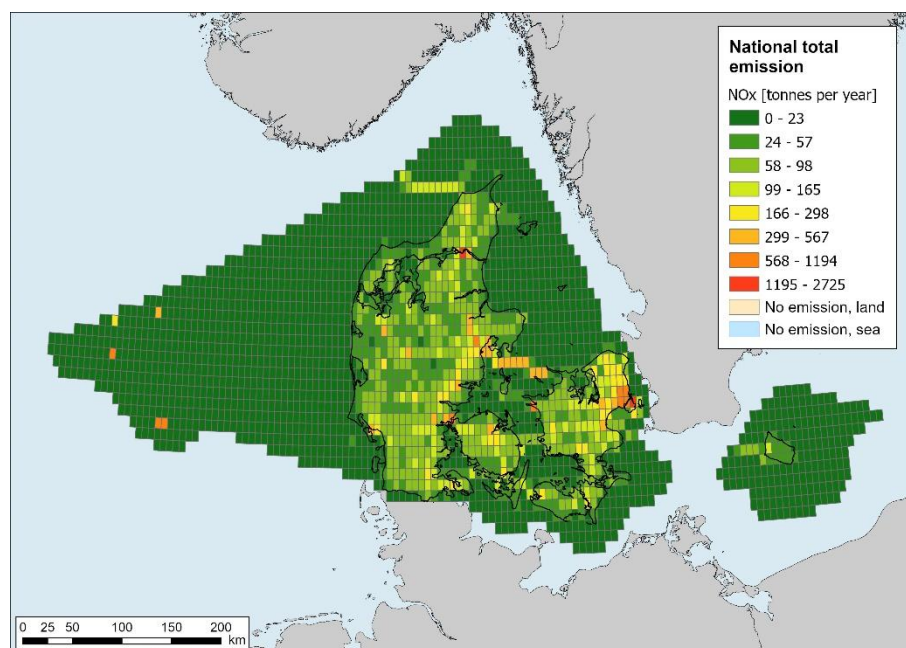 National total
emission
NOx [tonnes per year]
0 - 23
24 - 57
58 - 98
99 - 165
166 - 298
299 - 567
568 - 1194
1195 - 2725
No emission, land
No emission, sea
0 25 50 100 150 200
km